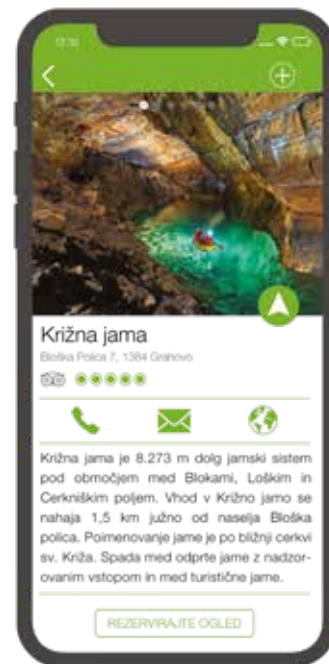 Križna jama
Bloška Polica 7, 1384 Grahovo
Križna jama je 8.273 m dolg jamski sistem
pod območjem med Blokami, Loškim in
Cerkniškim poljem. Vhod v Križno jamo se
nahaja 1,5 km južno od naselja Bloška
polica. Poimenovanje jame je po bližnji cerkvi
sv. Križa. Spada med odprte jame z nadzor-
ovanim vstopom in med turistične jame.
REZERVIRAJTE OGLED